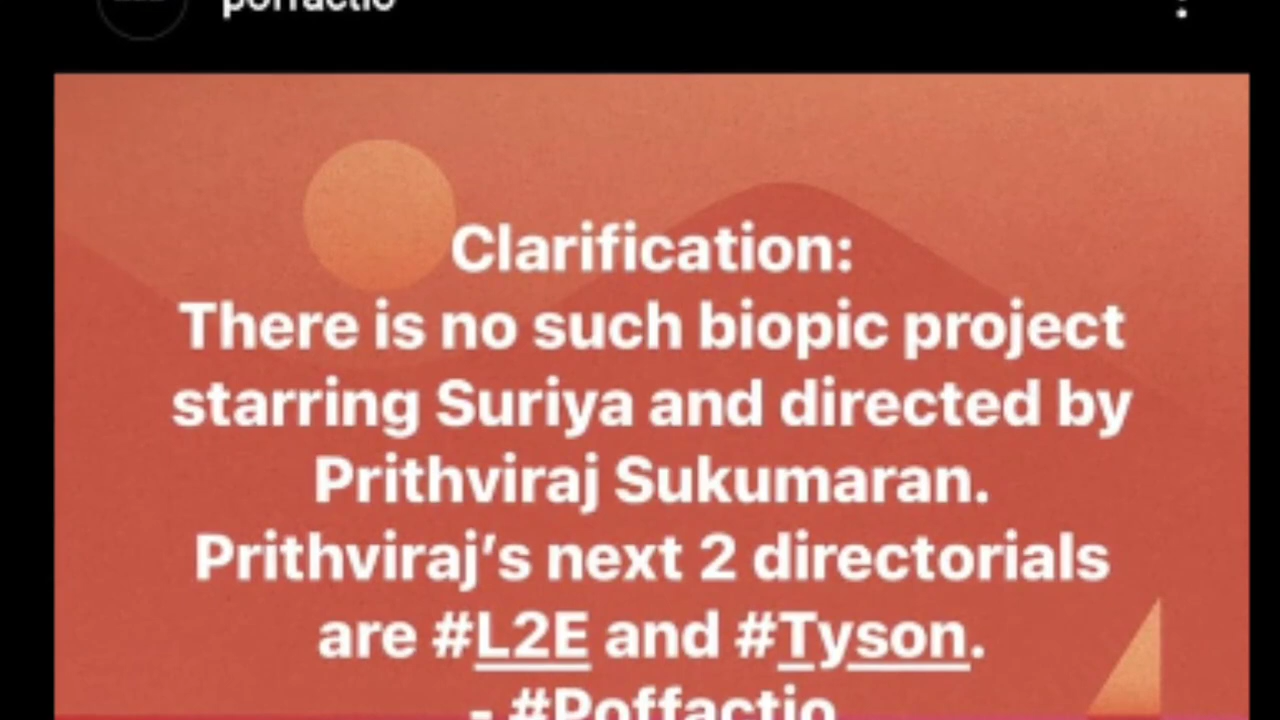 poffactio
Clarification:
There is no such biopic project
starring Suriya and directed by
Prithviraj Sukumaran.
Prithviraj’s next 2 directorials
are #L2E and #Tyson.
- #Poffactio